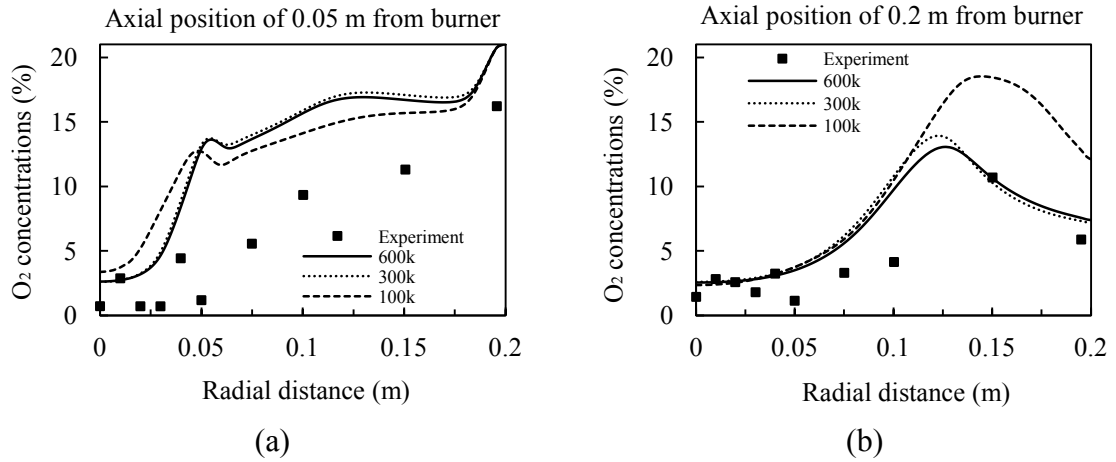 Axial position of 0.05 m from burner
O₂ concentrations (%)
20
15
10
5
0
Experiment
600k
300k
100k
0 0.05 0.1 0.15 0.2
Radial distance (m)
(a)
Axial position of 0.2 m from burner
O₂ concentrations (%)
20
15
10
5
0
Experiment
600k
300k
100k
0 0.05 0.1 0.15 0.2
Radial distance (m)
(b)